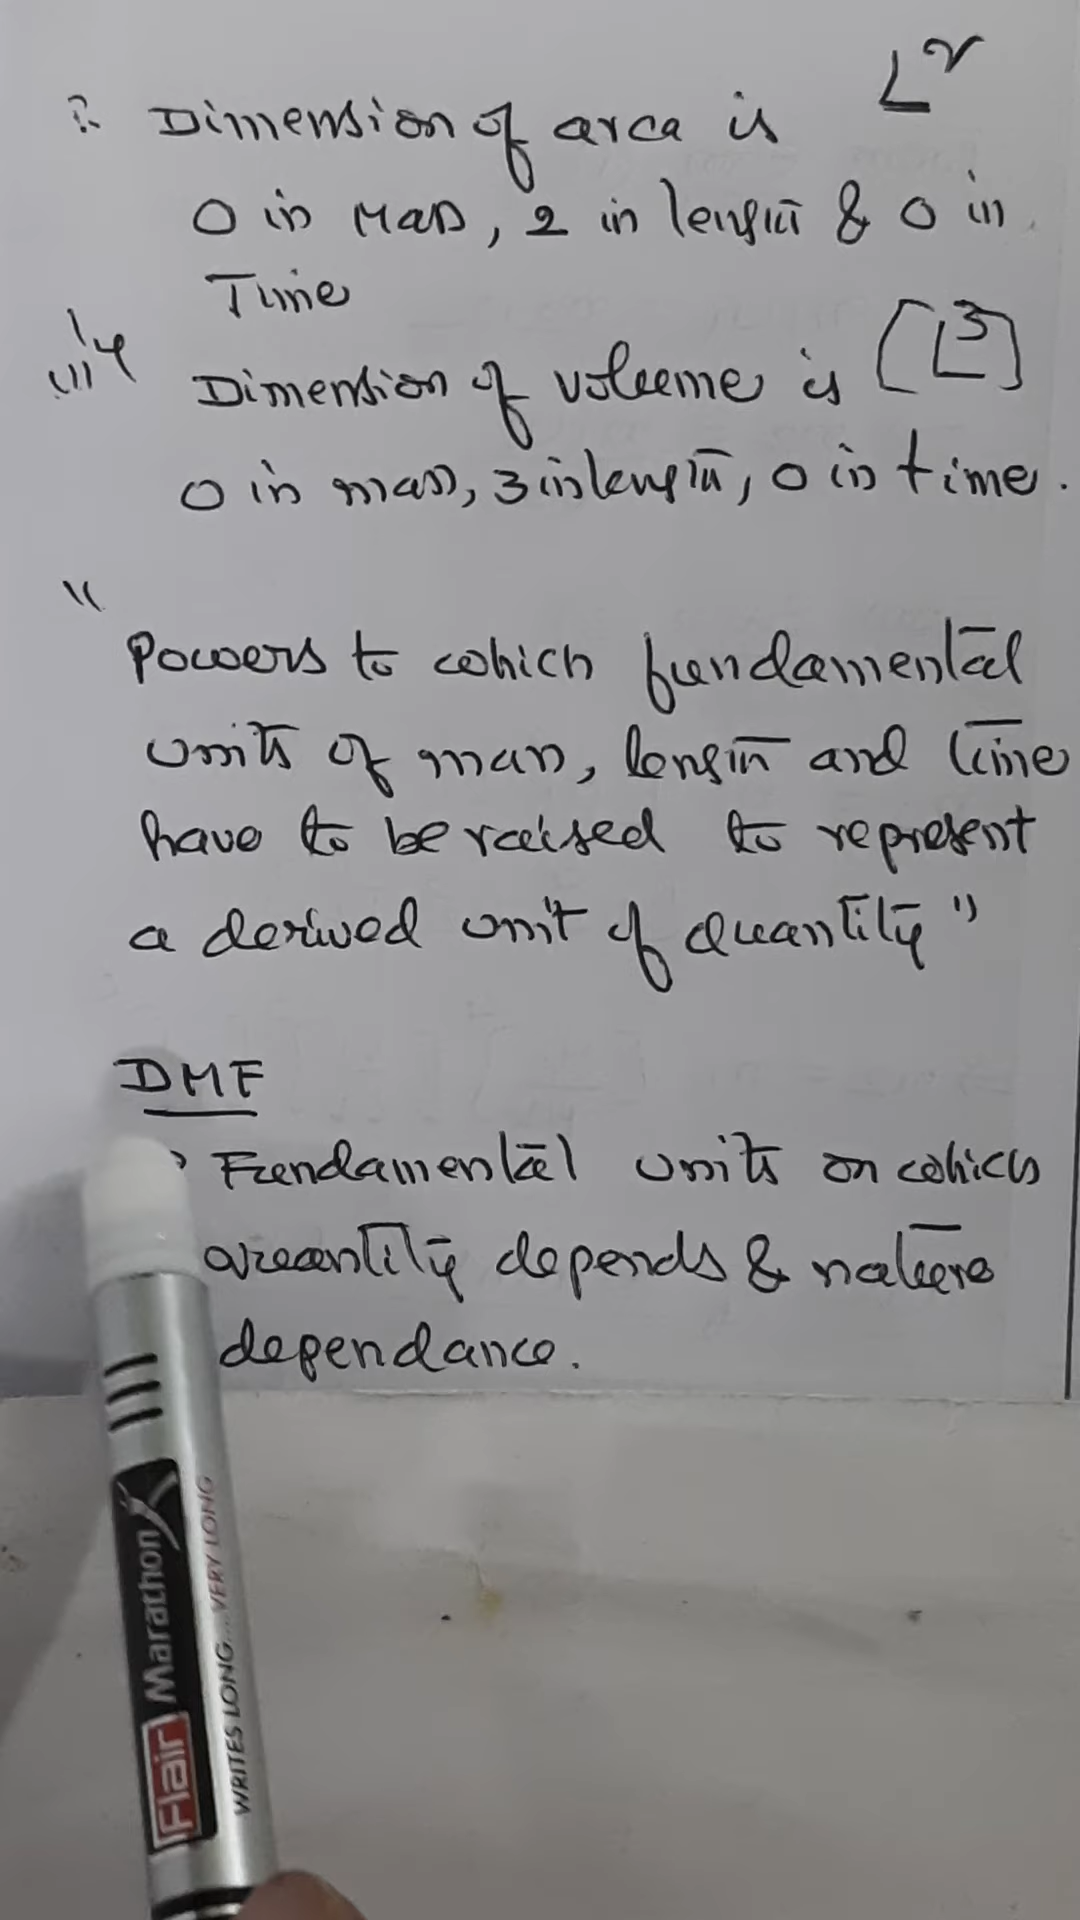 L²
∴ Dimension of area is
0 in Mass, 2 in length & 0 in
Time
|||ly Dimension of volume is [L³]
0 in mass, 3 in length, 0 in time.
"Powers to which fundamental
units of mass, length and time
have to be raised to represent
a derived unit of quantity"
DMF
Fundamental units on which
quantity depends & nature
dependance.
Flair Marathon
WRITES LONG... VERY LONG